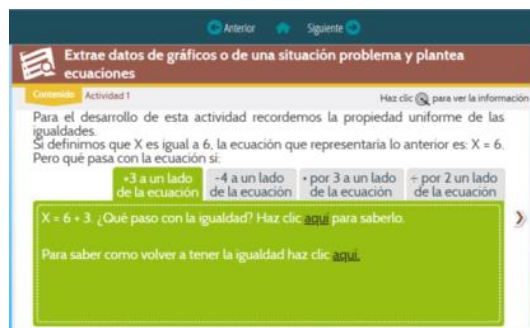 Anterior Siguiente
Extrae datos de gráficos o de una situación problema y plantea
ecuaciones
Contenido Actividad 1 Haz clic para ver la información
Para el desarrollo de esta actividad recordemos la propiedad uniforme de las
igualdades.
Si definimos que X es igual a 6, la ecuación que representaría lo anterior es: X = 6.
Pero qué pasa con la ecuación si:
+3 a un lado
de la ecuación
-4 a un lado
de la ecuación
• por 3 a un lado
de la ecuación
÷ por 2 un lado
de la ecuación
X = 6 + 3. ¿Qué paso con la igualdad? Haz clic aquí para saberlo.
Para saber como volver a tener la igualdad haz clic aquí.